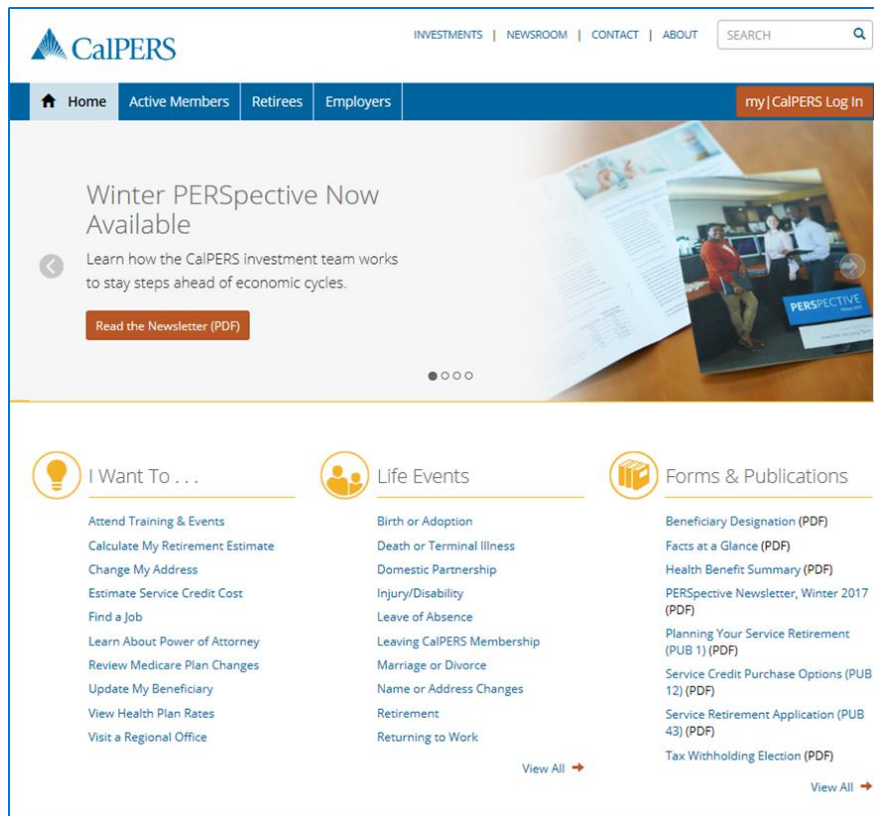 CalPERS
INVESTMENTS | NEWSROOM | CONTACT | ABOUT
SEARCH
Home
Active Members
Retirees
Employers
my|CalPERS Log In
Winter PERSpective Now
Available
Learn how the CalPERS investment team works
to stay steps ahead of economic cycles.
Read the Newsletter (PDF)
PERSPECTIVE
I Want To . . .
Attend Training & Events
Calculate My Retirement Estimate
Change My Address
Estimate Service Credit Cost
Find a Job
Learn About Power of Attorney
Review Medicare Plan Changes
Update My Beneficiary
View Health Plan Rates
Visit a Regional Office
Life Events
Birth or Adoption
Death or Terminal Illness
Domestic Partnership
Injury/Disability
Leave of Absence
Leaving CalPERS Membership
Marriage or Divorce
Name or Address Changes
Retirement
Returning to Work
View All
Forms & Publications
Beneficiary Designation (PDF)
Facts at a Glance (PDF)
Health Benefit Summary (PDF)
PERSpective Newsletter, Winter 2017
(PDF)
Planning Your Service Retirement
(PUB 1) (PDF)
Service Credit Purchase Options (PUB
12) (PDF)
Service Retirement Application (PUB
43) (PDF)
Tax Withholding Election (PDF)
View All